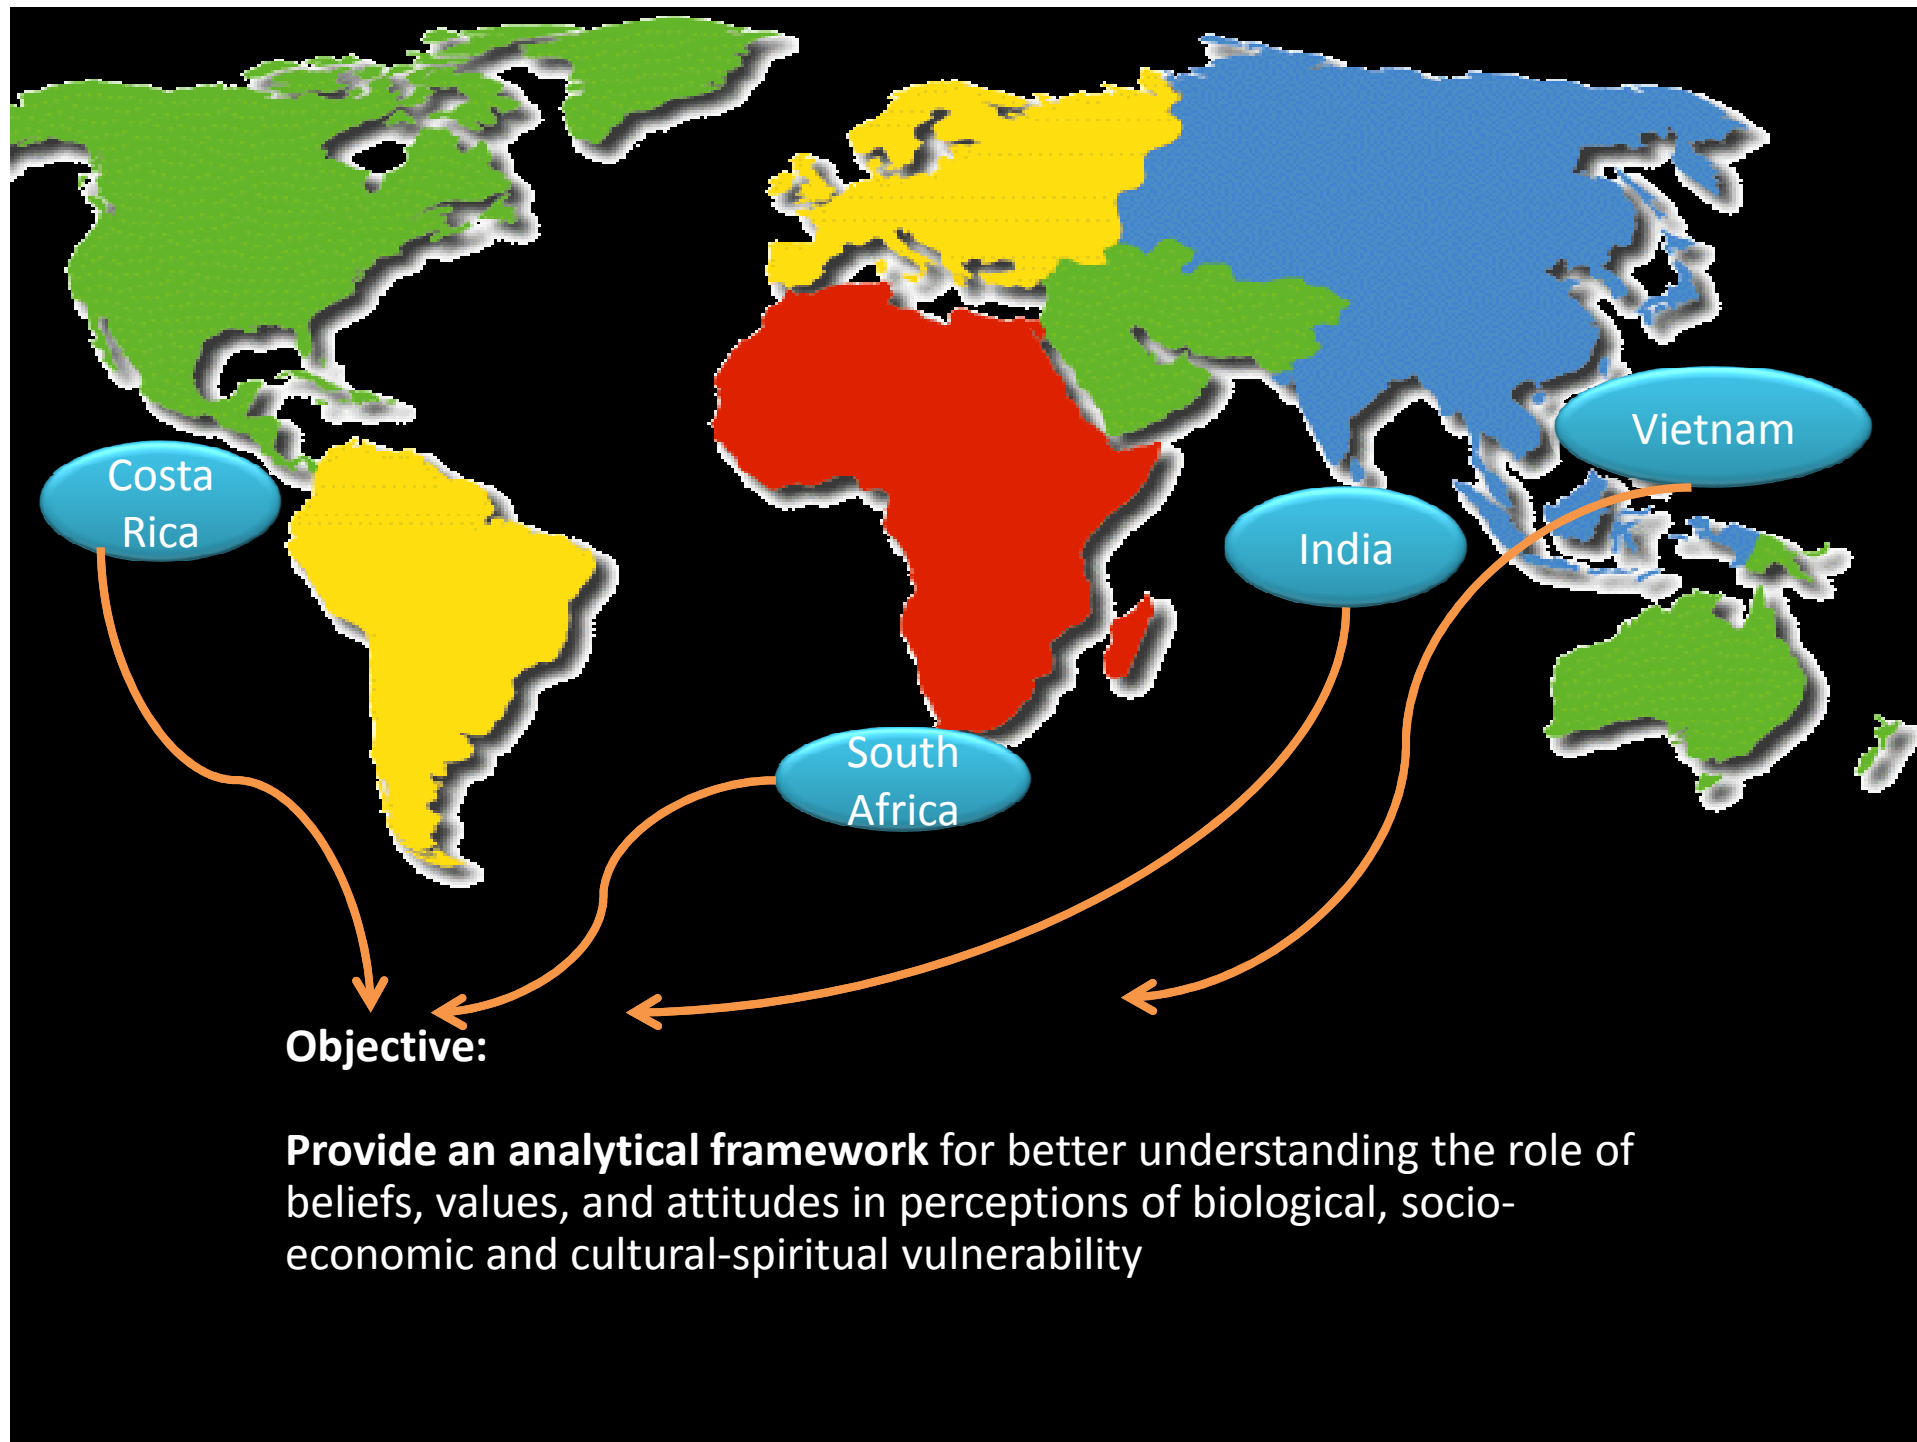 Vietnam
Costa
Rica
India
South
Africa
Objective:
Provide an analytical framework for better understanding the role of
beliefs, values, and attitudes in perceptions of biological, socio-
economic and cultural-spiritual vulnerability